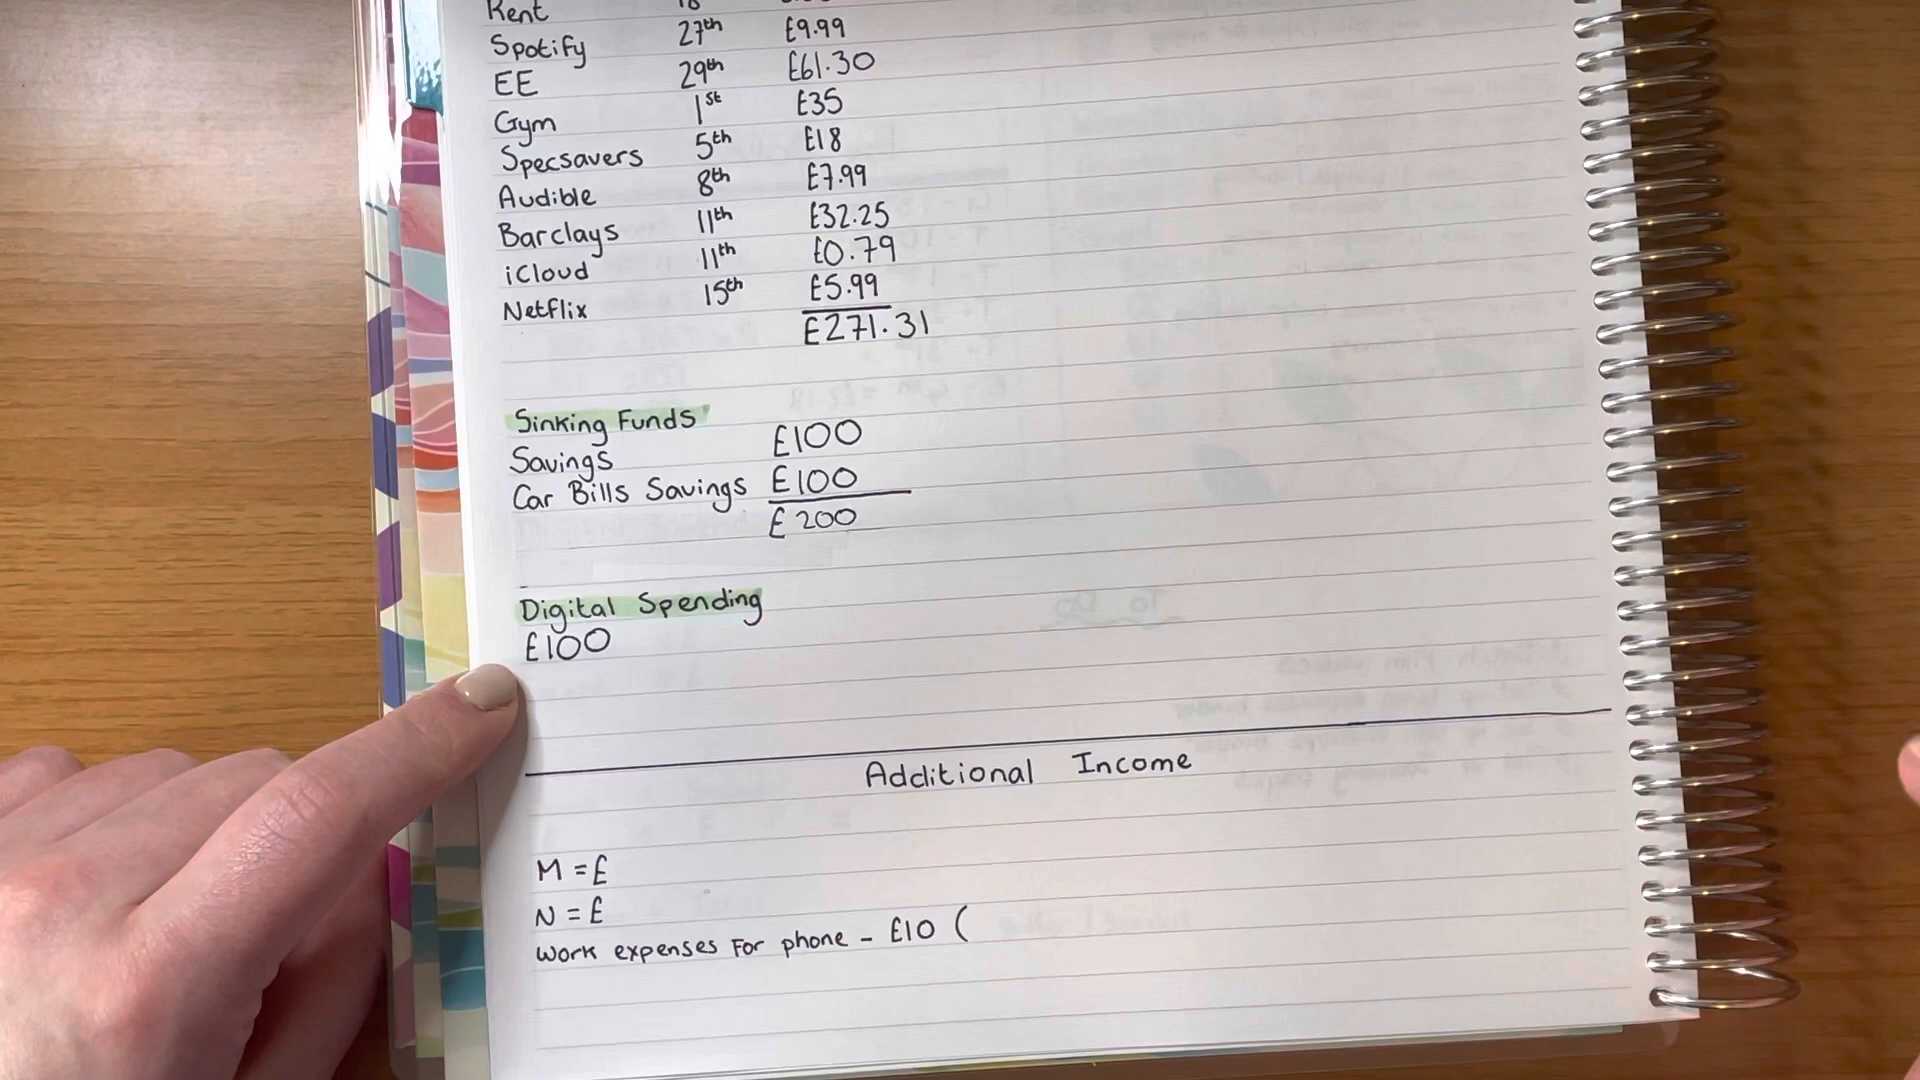 Rent
Spotify 27th £9.99
EE 29th £61.30
Gym 1st £35
Specsavers 5th £18
Audible 8th £7.99
Barclays 11th £32.25
iCloud 11th £0.79
Netflix 15th £5.99
£271.31
Sinking Funds
Savings £100
Car Bills Savings £100
£200
Digital Spending
£100
Additional Income
M = £
N = £
Work expenses for phone - £10 (